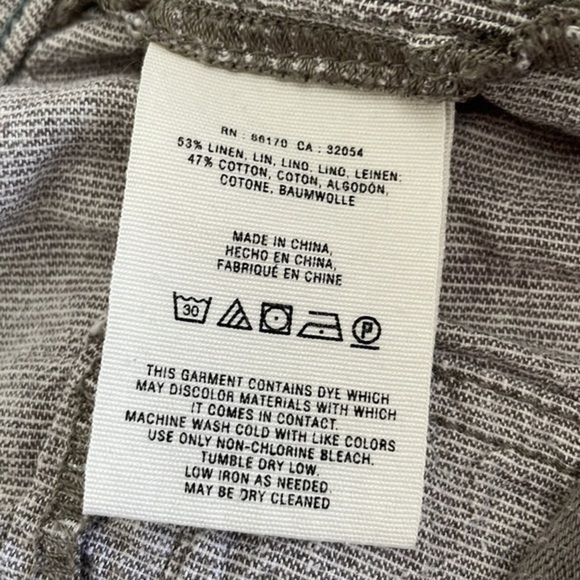 RN : 66170 CA : 32054
53% LINEN, LIN, LINO, LINO, LEINEN;
47% COTTON, COTON, ALGODÓN,
COTONE, BAUMWOLLE
MADE IN CHINA,
HECHO EN CHINA,
FABRIQUÉ EN CHINE
30 P
THIS GARMENT CONTAINS DYE WHICH
MAY DISCOLOR MATERIALS WITH WHICH
IT COMES IN CONTACT.
MACHINE WASH COLD WITH LIKE COLORS
USE ONLY NON-CHLORINE BLEACH.
TUMBLE DRY LOW.
LOW IRON AS NEEDED.
MAY BE DRY CLEANED